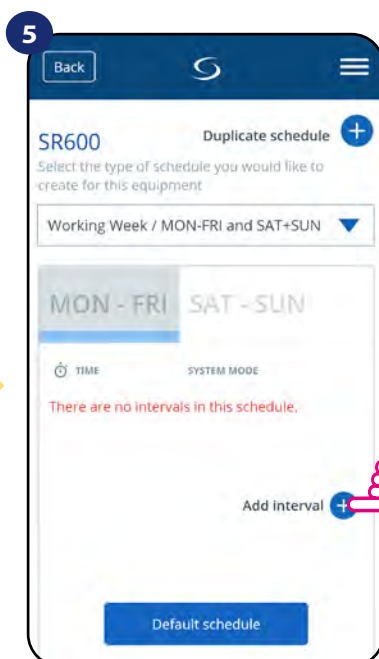 5
Back
SR600
Duplicate schedule
Select the type of schedule you would like to
create for this equipment
Working Week / MON-FRI and SAT+SUN
MON - FRI SAT - SUN
TIME SYSTEM MODE
There are no intervals in this schedule.
Add interval
Default schedule